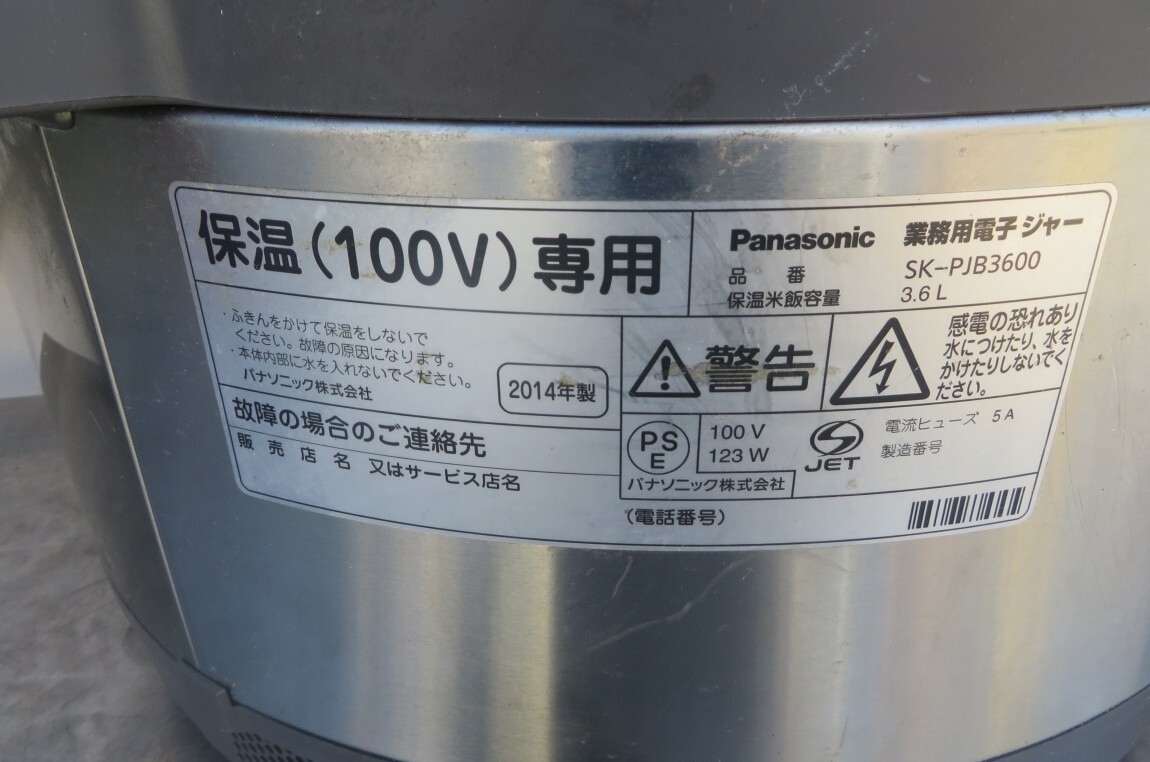 保温(100V)専用
Panasonic 業務用電子ジャー
品 番 SK-PJB3600
保温米飯容量 3.6L
・ふきんをかけて保温をしないで
ください。故障の原因になります。
・本体内部に水を入れないでください。
パナソニック株式会社
2014年製
警告
感電の恐れあり
水につけたり、水を
かけたりしないでく
ださい。
故障の場合のご連絡先
販売店名 又はサービス店名
(電話番号)
PS
E
100 V
123 W
パナソニック株式会社
JET
電流ヒューズ 5A
製造番号